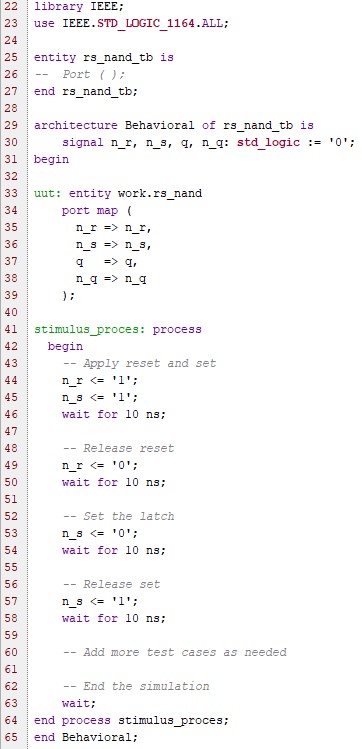 22 library IEEE;
23 use IEEE.STD_LOGIC_1164.ALL;
24
25 entity rs_nand_tb is
26 --  Port ( );
27 end rs_nand_tb;
28
29 architecture Behavioral of rs_nand_tb is
30     signal n_r, n_s, q, n_q: std_logic := '0';
31 begin
32
33 uut: entity work.rs_nand
34     port map (
35       n_r => n_r,
36       n_s => n_s,
37       q   => q,
38       n_q => n_q
39     );
40
41 stimulus_proces: process
42   begin
43     -- Apply reset and set
44     n_r <= '1';
45     n_s <= '1';
46     wait for 10 ns;
47
48     -- Release reset
49     n_r <= '0';
50     wait for 10 ns;
51
52     -- Set the latch
53     n_s <= '0';
54     wait for 10 ns;
55
56     -- Release set
57     n_s <= '1';
58     wait for 10 ns;
59
60     -- Add more test cases as needed
61
62     -- End the simulation
63     wait;
64 end process stimulus_proces;
65 end Behavioral;